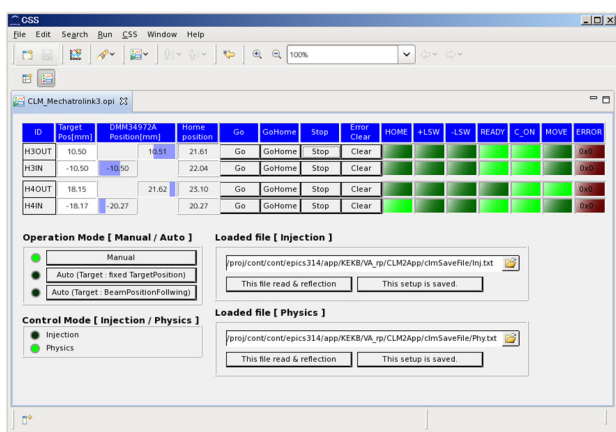 CSS
File Edit Search Run CSS Window Help
100%
CLM_Mechatrolink3.opi
ID Target Pos[mm] DMM34972A Position[mm] Home position Go GoHome Stop Error Clear HOME +LSW -LSW READY C_ON MOVE ERROR
H3OUT 10.50 10.51 21.61 Go GoHome Stop Clear 0x0
H3IN -10.50 -10.50 22.04 Go GoHome Stop Clear 0x0
H4OUT 18.15 21.62 23.10 Go GoHome Stop Clear 0x0
H4IN -18.17 -20.27 20.27 Go GoHome Stop Clear 0x0
Operation Mode [ Manual / Auto ]
Manual
Auto (Target : fixed TargetPosition)
Auto (Target : BeamPositionFollwing)
Control Mode [ Injection / Physics ]
Injection
Physics
Loaded file [ Injection ]
/proj/cont/cont/epics314/app/KEKB/VA_rp/CLM2App/clmSaveFile/Inj.txt
This file read & reflection This setup is saved.
Loaded file [ Physics ]
/proj/cont/cont/epics314/app/KEKB/VA_rp/CLM2App/clmSaveFile/Phy.txt
This file read & reflection This setup is saved.